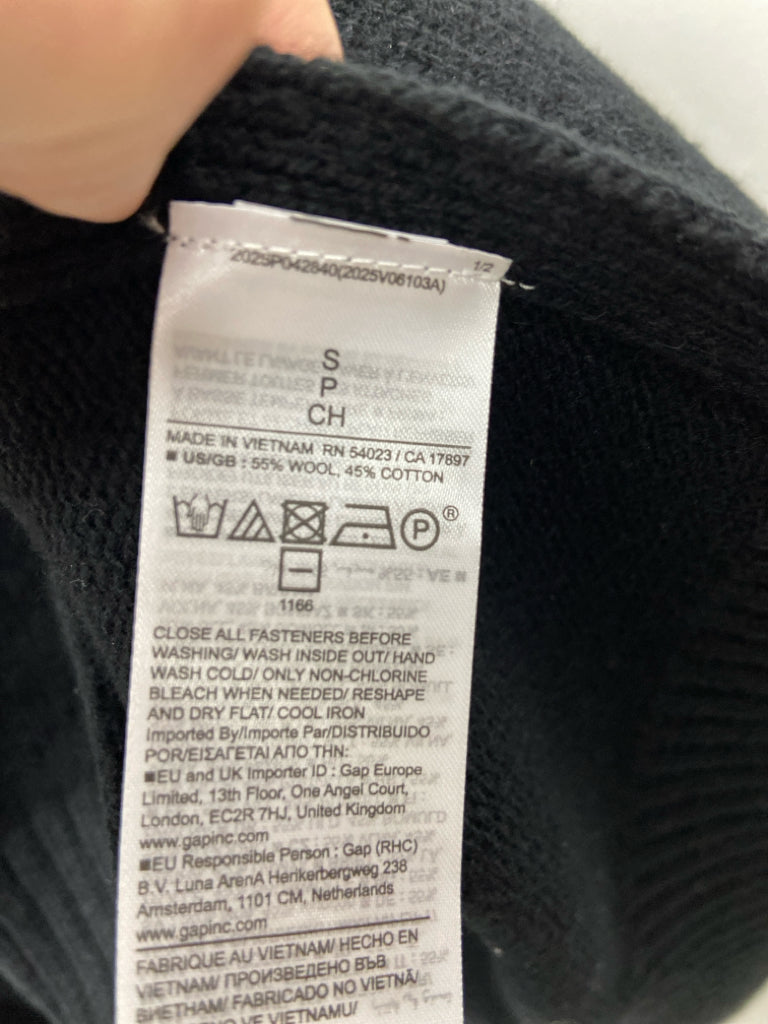 2025P042840(2025V06103A)
1/2
S
P
CH
MADE IN VIETNAM RN 54023 / CA 17897
■ US/GB : 55% WOOL, 45% COTTON
P ®
1166
CLOSE ALL FASTENERS BEFORE
WASHING/ WASH INSIDE OUT/ HAND
WASH COLD/ ONLY NON-CHLORINE
BLEACH WHEN NEEDED/ RESHAPE
AND DRY FLAT/ COOL IRON
Imported By/Importe Par/DISTRIBUIDO
POR/ΕΙΣΑΓΕΤΑΙ ΑΠΟ ΤΗΝ:
■EU and UK Importer ID : Gap Europe
Limited, 13th Floor, One Angel Court,
London, EC2R 7HJ, United Kingdom
www.gapinc.com
■EU Responsible Person : Gap (RHC)
B.V. Luna ArenA Herikerbergweg 238
Amsterdam, 1101 CM, Netherlands
www.gapinc.com
FABRIQUE AU VIETNAM/ HECHO EN
VIETNAM/ ПРОИЗВЕДЕНО ВЪВ
ВИЕТНАМ/ FABRICADO NO VIETNÃ/
VE VIETNAMU/